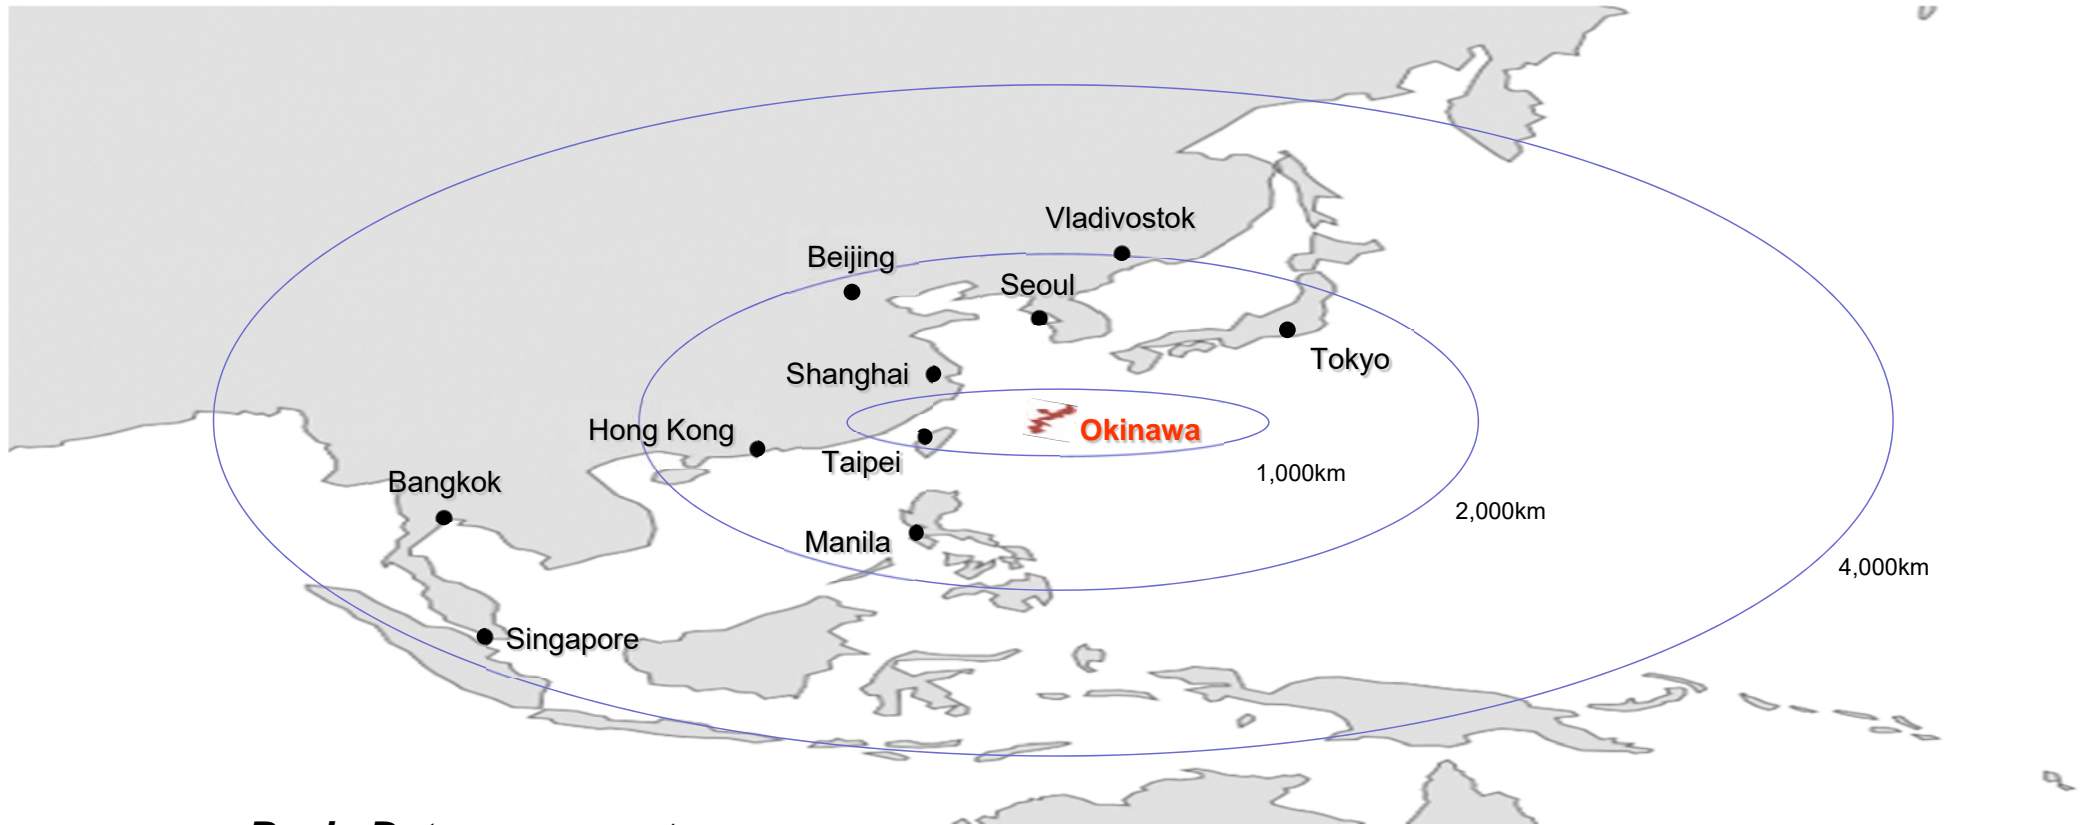 Vladivostok
Beijing
Seoul
Tokyo
Shanghai
Okinawa
Hong Kong
Taipei
1,000km
Bangkok
2,000km
Manila
4,000km
Singapore